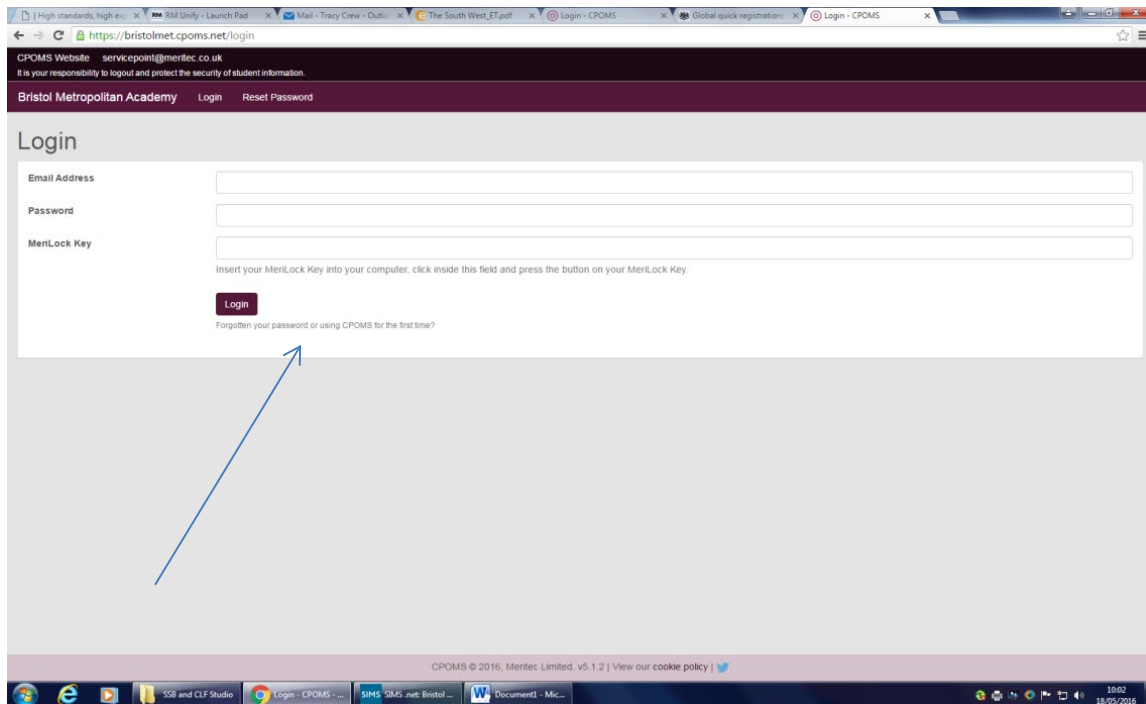 | High standards, high ex
RM RM Unify - Launch Pad
Mail - Tracy Crew - Outlo
The South West_ET.pdf
Login - CPOMS
Global quick registration:
Login - CPOMS
https://bristolmet.cpoms.net/login
CPOMS Website servicepoint@meritec.co.uk
It is your responsibility to logout and protect the security of student information.
Bristol Metropolitan Academy Login Reset Password
Login
Email Address
Password
MeriLock Key
Insert your MeriLock Key into your computer, click inside this field and press the button on your MeriLock Key.
Login
Forgotten your password or using CPOMS for the first time?
CPOMS © 2016, Meritec Limited. v5.1.2 | View our cookie policy |
SSB and CLF Studio
Login - CPOMS - ...
SIMS SIMS .net: Bristol ...
W Document1 - Mic...
10:02
18/05/2016